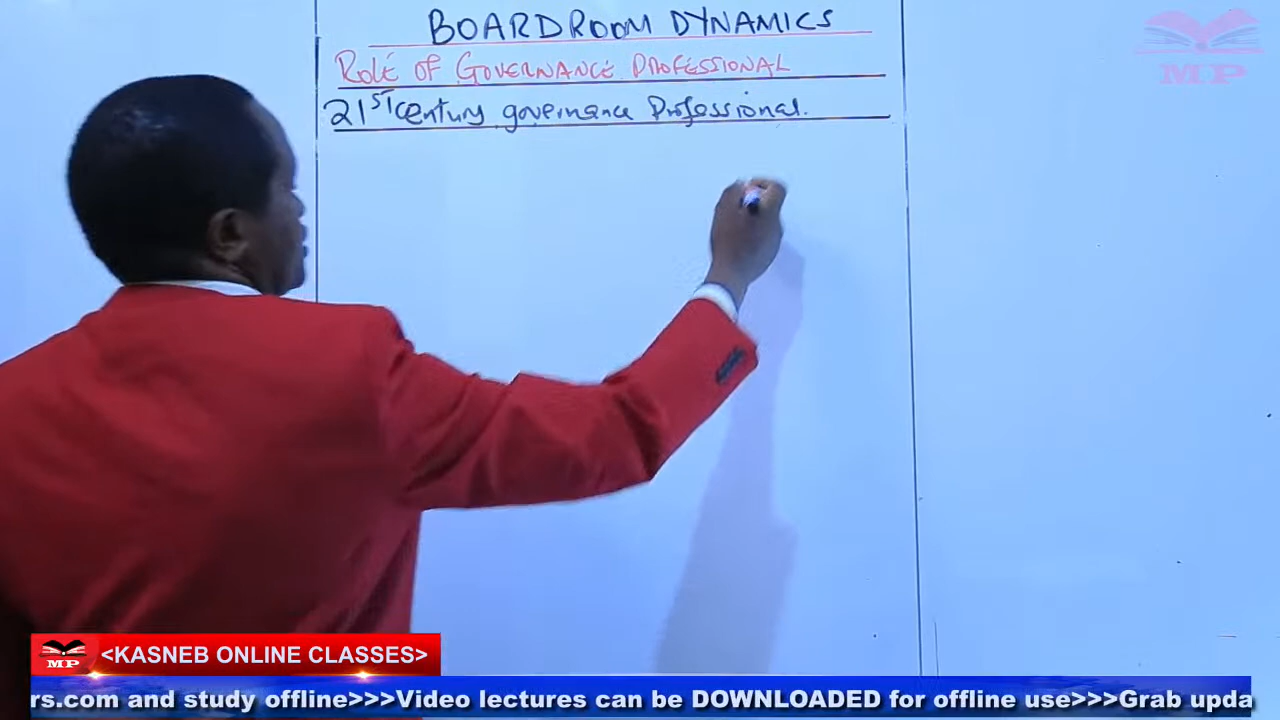 BOARDROOM DYNAMICS
MP
Role OF GOVERNANCE PROFESSIONAL
21ST century governance Professional.
MP
<KASNEB ONLINE CLASSES>
rs.com and study offline>>>Video lectures can be DOWNLOADED for offline use>>>Grab upda